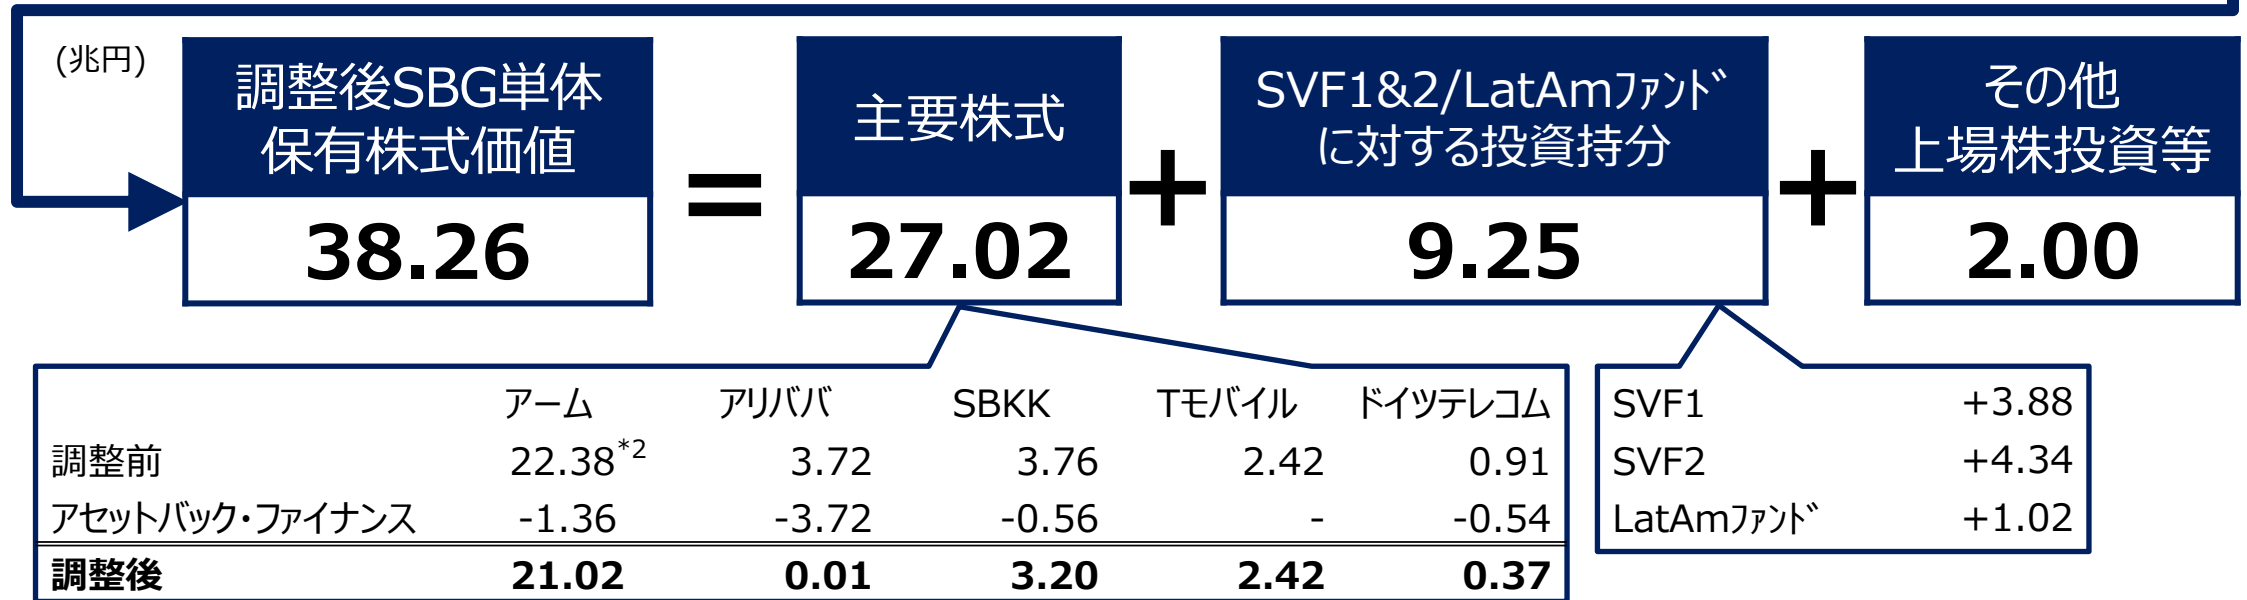 (兆円)
調整後SBG単体
保有株式価値
38.26
=
主要株式
27.02
+
SVF1&2/LatAmファンド
に対する投資持分
9.25
+
その他
上場株投資等
2.00
アーム アリババ SBKK Tモバイル ドイツテレコム
調整前 22.38*2 3.72 3.76 2.42 0.91
アセットバック・ファイナンス -1.36 -3.72 -0.56 - -0.54
調整後 21.02 0.01 3.20 2.42 0.37
SVF1 +3.88
SVF2 +4.34
LatAmファンド +1.02